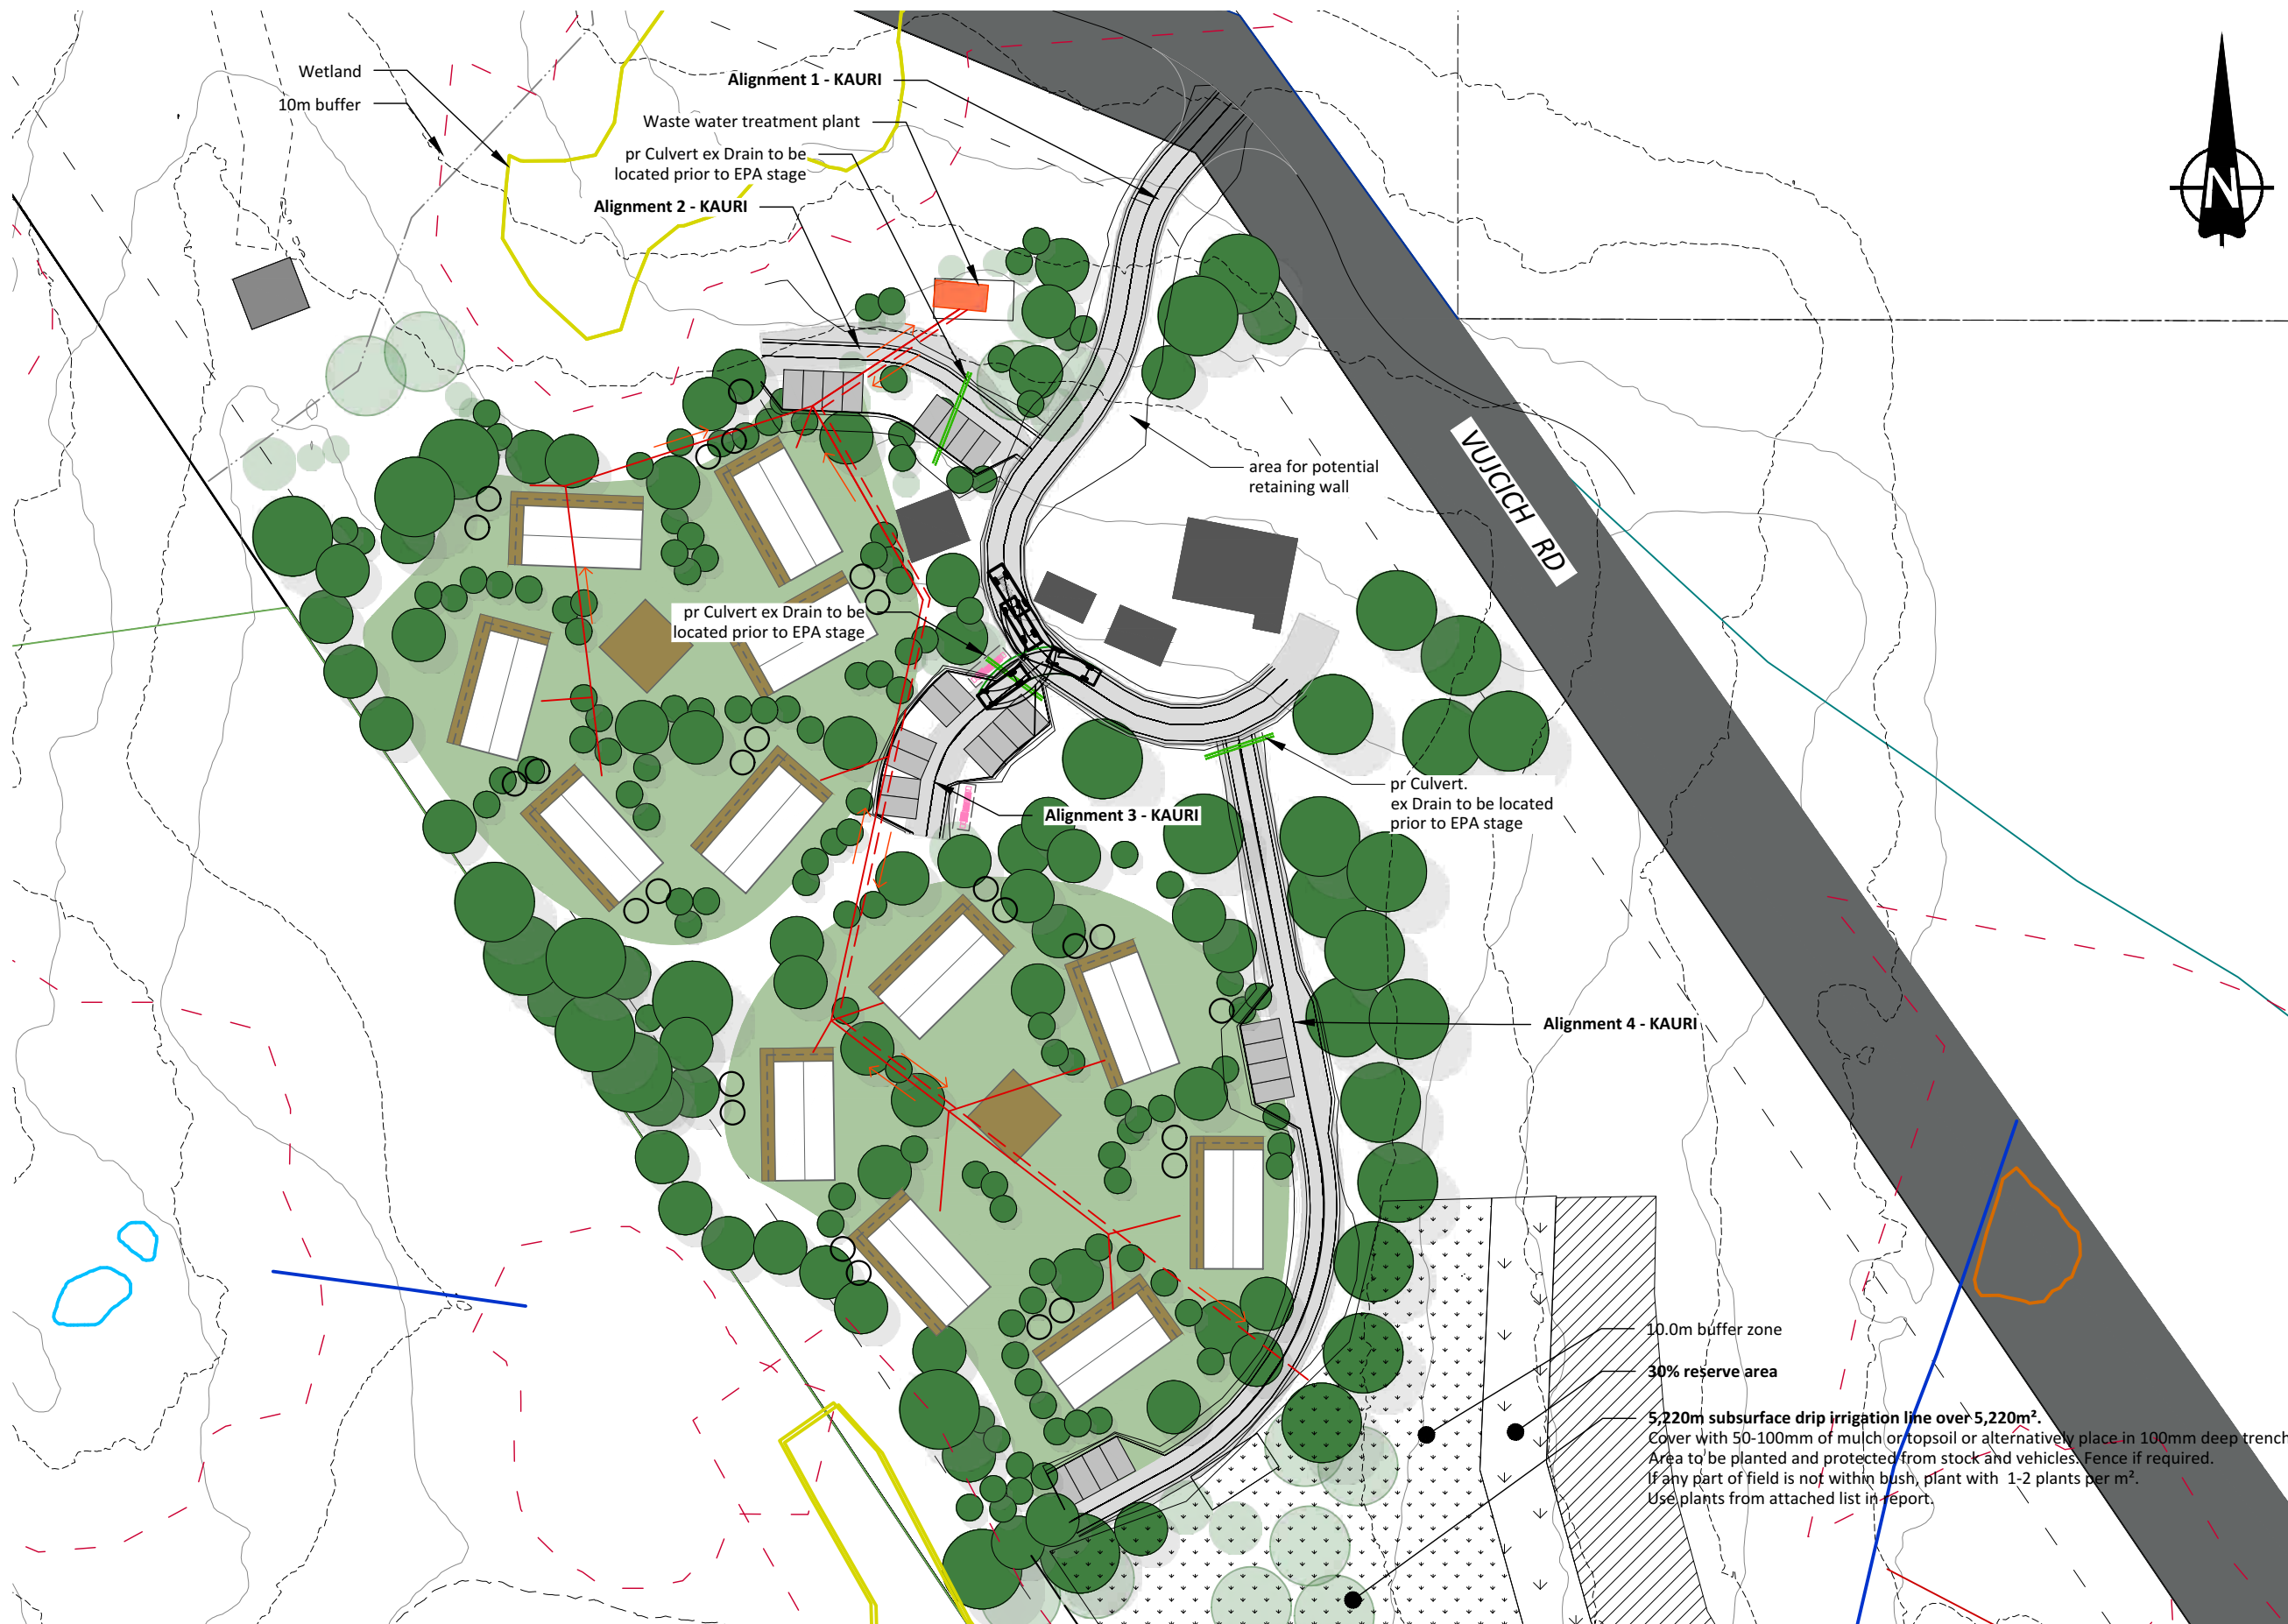 Wetland
10m buffer
Alignment 1 - KAURI
Waste water treatment plant
pr Culvert ex Drain to be
located prior to EPA stage
Alignment 2 - KAURI
N
area for potential
retaining wall
VUJCICH RD
pr Culvert ex Drain to be
located prior to EPA stage
pr Culvert.
ex Drain to be located
prior to EPA stage
Alignment 3 - KAURI
Alignment 4 - KAURI
10.0m buffer zone
30% reserve area
5,220m subsurface drip irrigation line over 5,220m².
Cover with 50-100mm of mulch or topsoil or alternatively place in 100mm deep trench
Area to be planted and protected from stock and vehicles. Fence if required.
If any part of field is not within bush, plant with 1-2 plants per m².
Use plants from attached list in report.